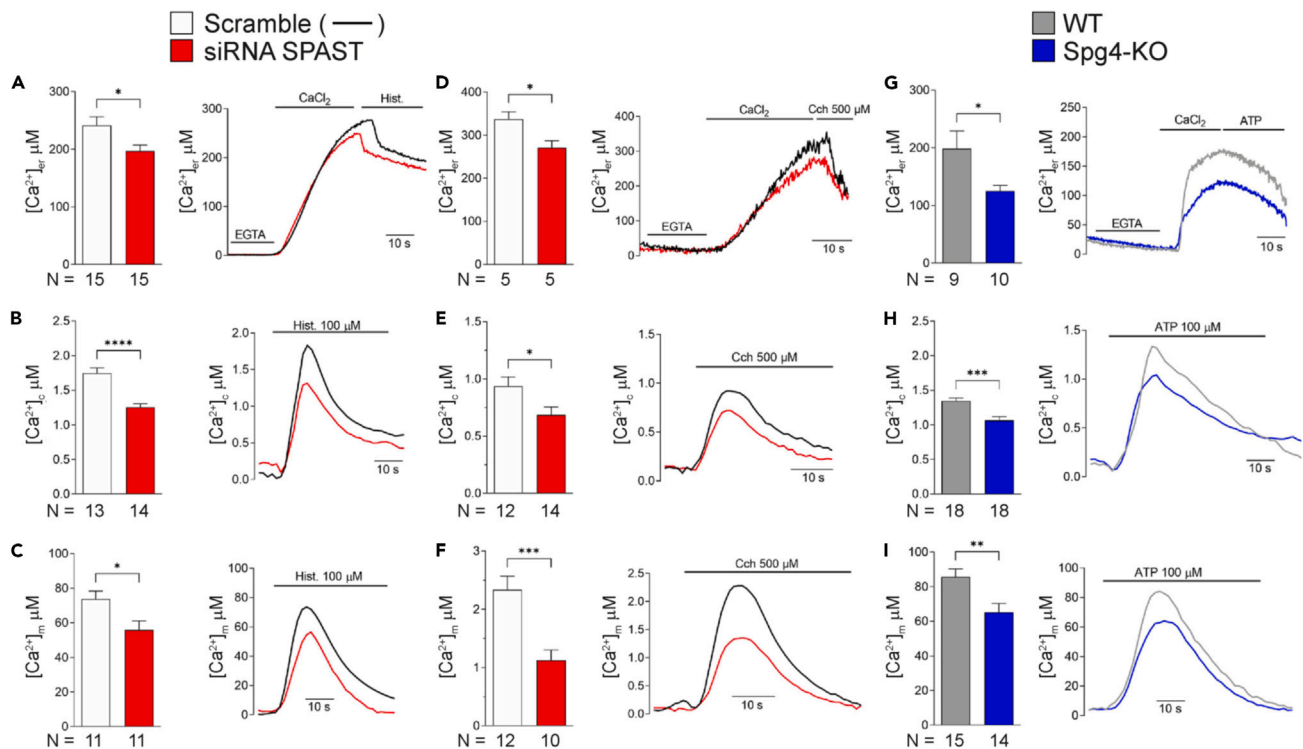 Scramble ( — )
siRNA SPAST
WT
Spg4-KO
A
[Ca²⁺]er µM
300
200
100
0
*
N = 15 15
[Ca²⁺]er µM
300
200
100
0
CaCl₂
Hist.
EGTA
10 s
D
[Ca²⁺]er µM
400
300
200
100
0
*
N = 5 5
[Ca²⁺]er µM
400
300
200
100
0
CaCl₂
Cch 500 µM
EGTA
10 s
G
[Ca²⁺]er µM
300
200
100
0
*
N = 9 10
[Ca²⁺]er µM
250
200
150
100
50
0
CaCl₂
ATP
EGTA
10 s
B
[Ca²⁺]c µM
2.5
2.0
1.5
1.0
0.5
0.0
****
N = 13 14
[Ca²⁺]c µM
2.0
1.5
1.0
0.5
0.0
Hist. 100 µM
10 s
E
[Ca²⁺]c µM
1.5
1.0
0.5
0.0
*
N = 12 14
[Ca²⁺]c µM
1.5
1.0
0.5
0.0
Cch 500 µM
10 s
H
[Ca²⁺]c µM
2.5
2.0
1.5
1.0
0.5
0.0
***
N = 18 18
[Ca²⁺]c µM
1.5
1.0
0.5
0.0
ATP 100 µM
10 s
C
[Ca²⁺]m µM
100
80
60
40
20
0
*
N = 11 11
[Ca²⁺]m µM
100
80
60
40
20
0
Hist. 100 µM
10 s
F
[Ca²⁺]m µM
3
2
1
0
***
N = 12 10
[Ca²⁺]m µM
2.5
2.0
1.5
1.0
0.5
0.0
Cch 500 µM
10 s
I
[Ca²⁺]m µM
100
80
60
40
20
0
**
N = 15 14
[Ca²⁺]m µM
100
80
60
40
20
0
ATP 100 µM
10 s